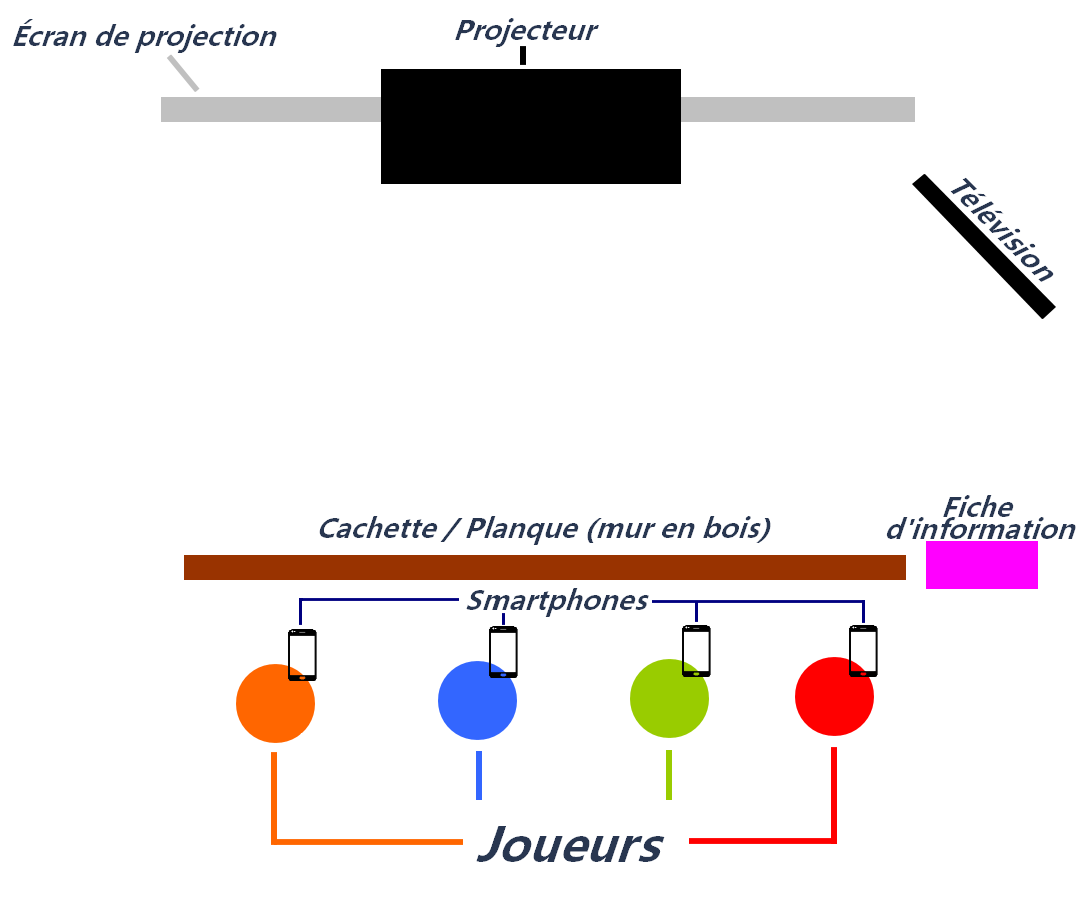 Écran de projection
Projecteur
Télévision
Cachette / Planque (mur en bois)
Fiche
d'information
Smartphones
Joueurs